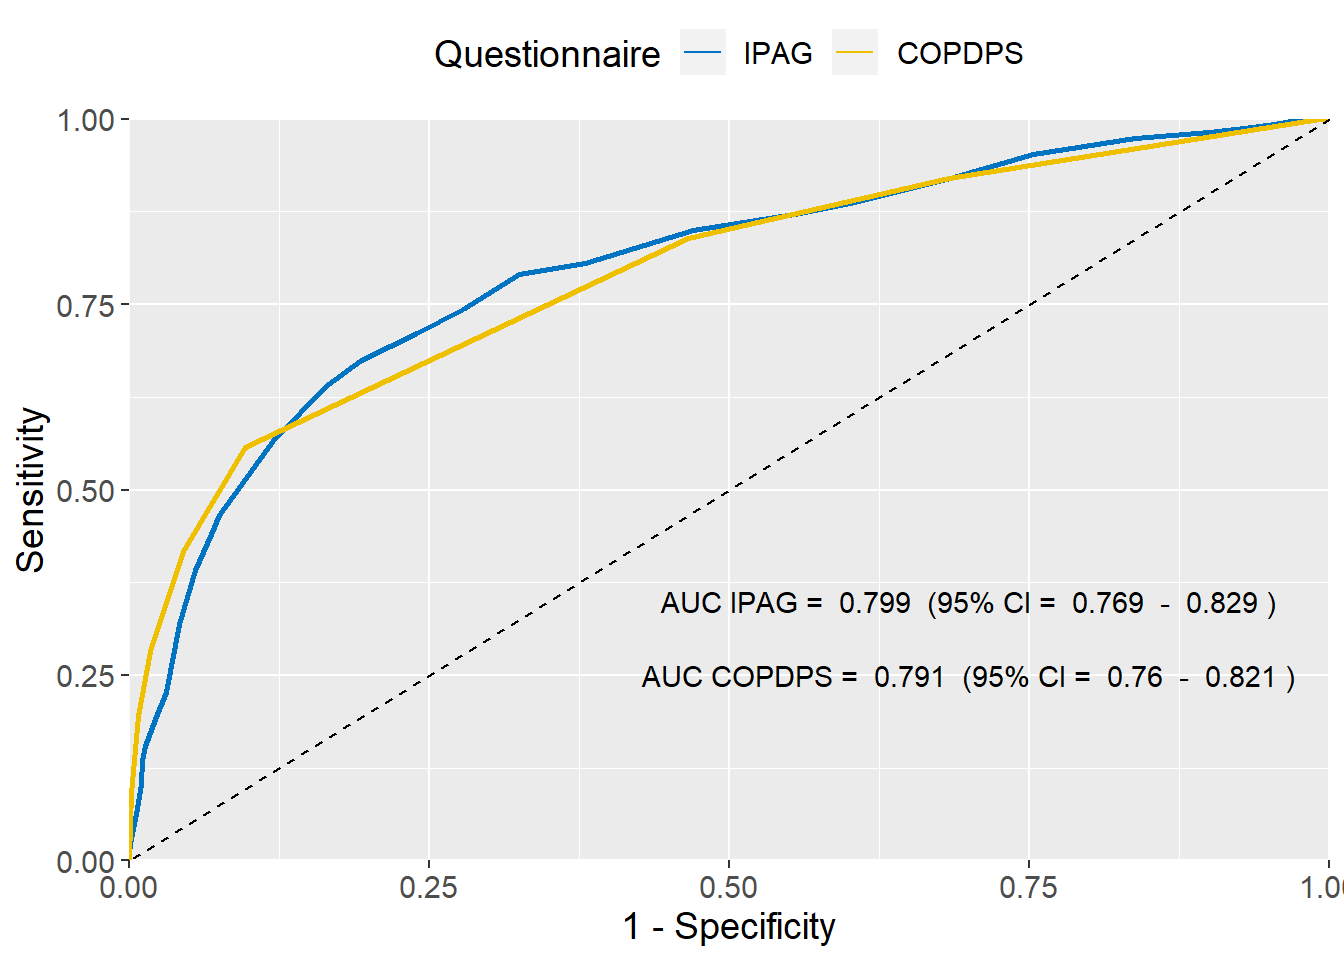 Questionnaire IPAG COPDPS
1.00
0.75
0.50
0.25
0.00
Sensitivity
AUC IPAG = 0.799 (95% CI = 0.769 - 0.829 )
AUC COPDPS = 0.791 (95% CI = 0.76 - 0.821 )
0.00 0.25 0.50 0.75 1.0
1 - Specificity